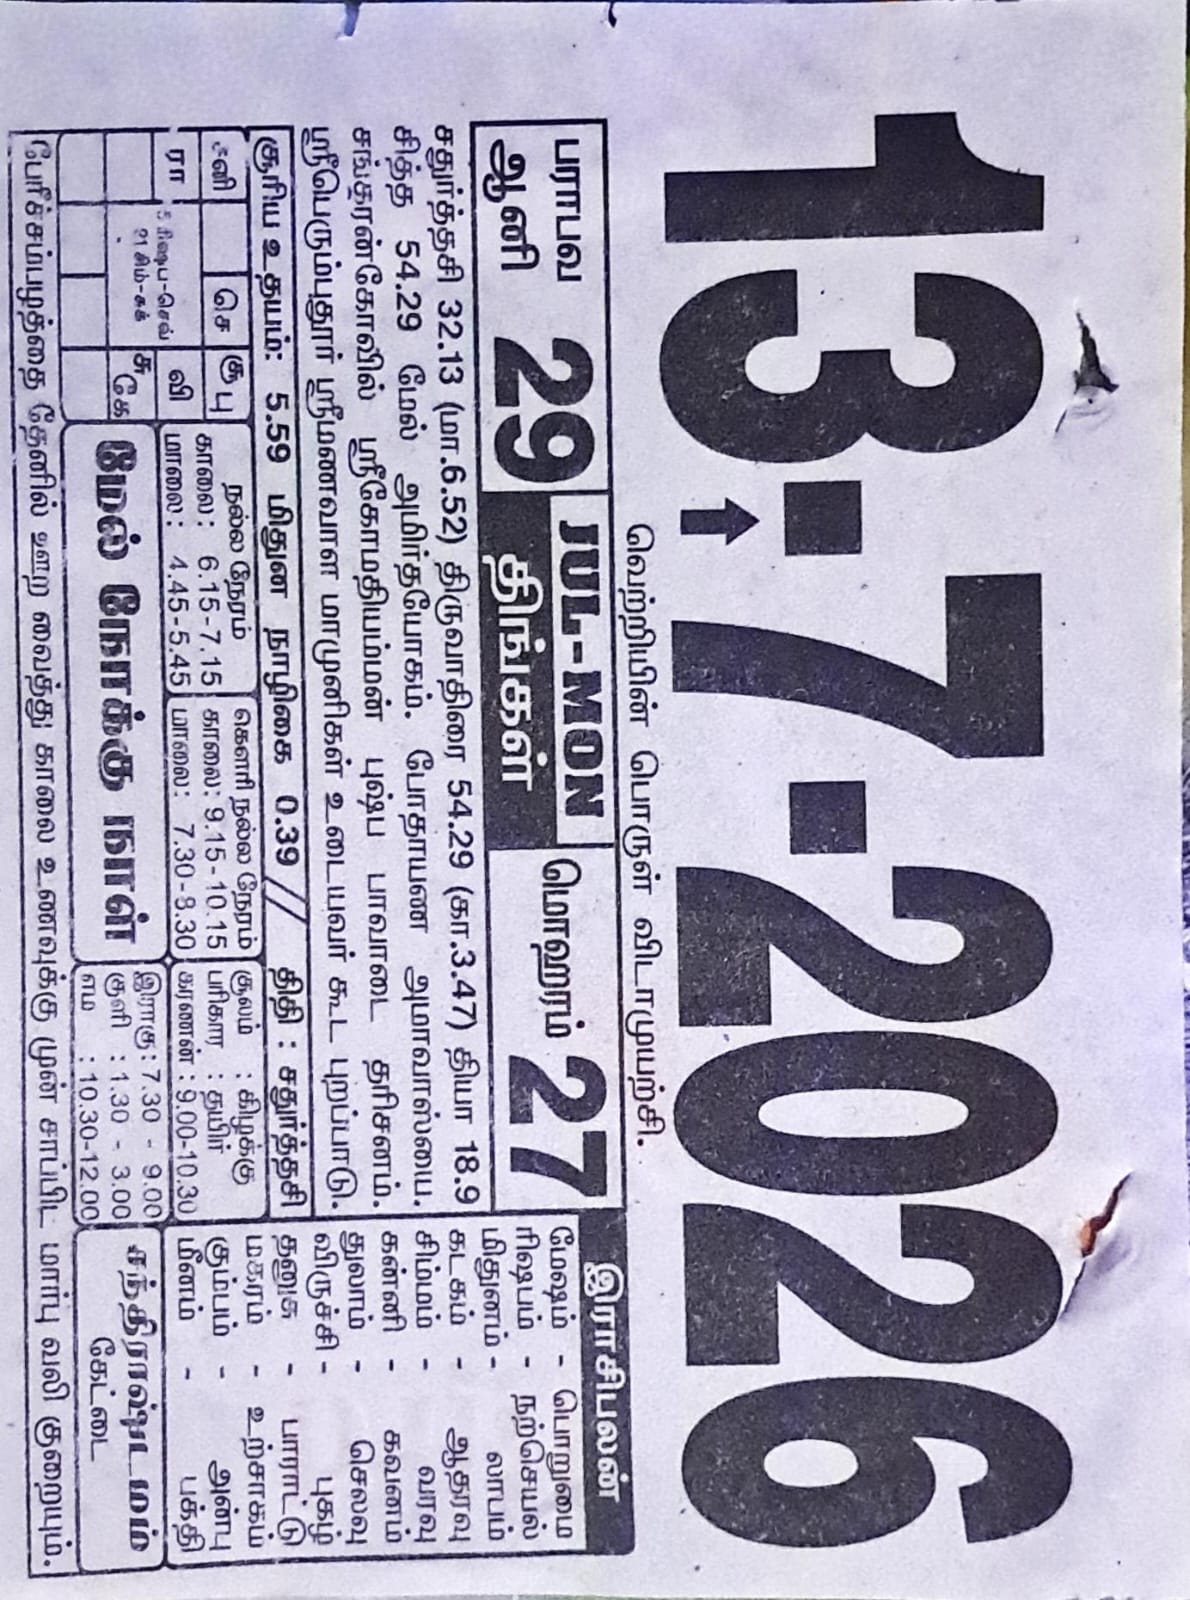 13.7.2026
வெற்றியின் பொருள் விடாமுயற்சி.
பராபவ
ஆனி 29
JUL-MON
திங்கள்
மொஹரம் 27
சதுர்த்தசி 32.13 (மா.6.52) திருவாதிரை 54.29 (கா.3.47) தியா 18.9
சித்த 54.29 மேல் அமிர்தயோகம். போதாயண அமாவாஸ்யை.
சங்கரன்கோவில் ஸ்ரீகோமதியம்மன் புஷ்ப பாவாடை தரிசனம்.
ஸ்ரீபெரும்புதூர் ஸ்ரீமணவாள மாமுனிகள் உடையவர் கூட புறப்பாடு.
சூரிய உதயம்: 5.59 மிதுன நாழிகை 0.39 // திதி : சதுர்த்தசி
இராசிபலன்
மேஷம் - பொறுமை
ரிஷபம் - நற்செயல்
மிதுனம் - லாபம்
கடகம் - ஆதரவு
சிம்மம் - வரவு
கன்னி - கவனம்
துலாம் - செலவு
விருச்சி - புகழ்
தனுசு - பாராட்டு
மகரம் - உற்சாகம்
கும்பம் - அன்பு
மீனம் - பக்தி
செ சூ பு
ரா வி
21 சிம்-சுக்
சு கே
நல்ல நேரம்
காலை : 6.15-7.15
மாலை : 4.45-5.45
கௌரி நல்ல நேரம்
காலை: 9.15-10.15
மாலை: 7.30-8.30
சூலம் : கிழக்கு
பரிகார : தயிர்
கரணன் : 9.00-10.30
மேல் நோக்கு நாள்
இராகு : 7.30 - 9.00
குளி : 1.30 - 3.00
எம : 10.30-12.00
சந்திராஷ்டமம்
கேட்டை
பேரீச்சம்பழத்தை தேனில் ஊற வைத்து காலை உணவுக்கு முன் சாப்பிட மார்பு வலி குறையும்.